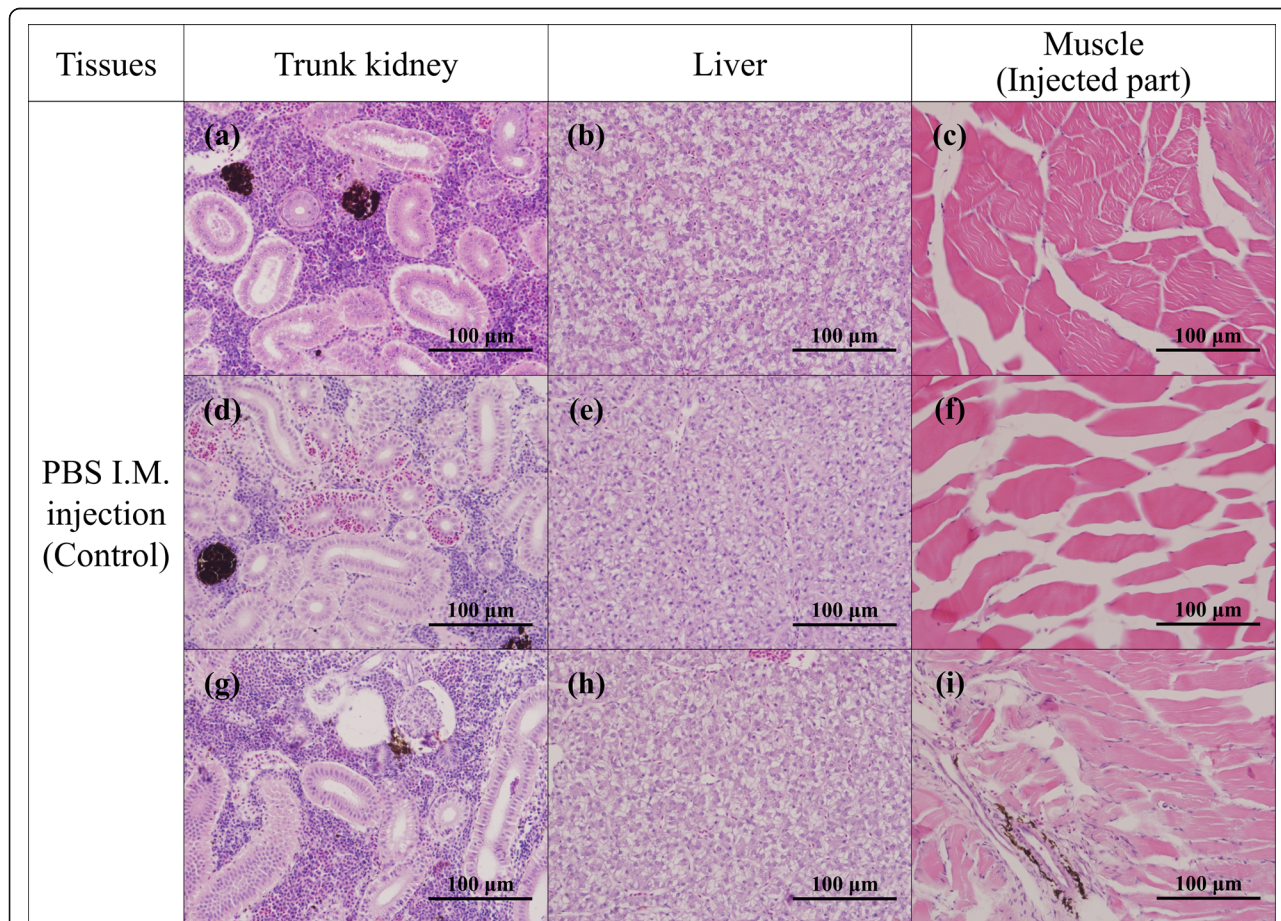 Tissues
Trunk kidney
Liver
Muscle
(Injected part)
PBS I.M.
injection
(Control)
(a)
100 µm
(b)
100 µm
(c)
100 µm
(d)
100 µm
(e)
100 µm
(f)
100 µm
(g)
100 µm
(h)
100 µm
(i)
100 µm